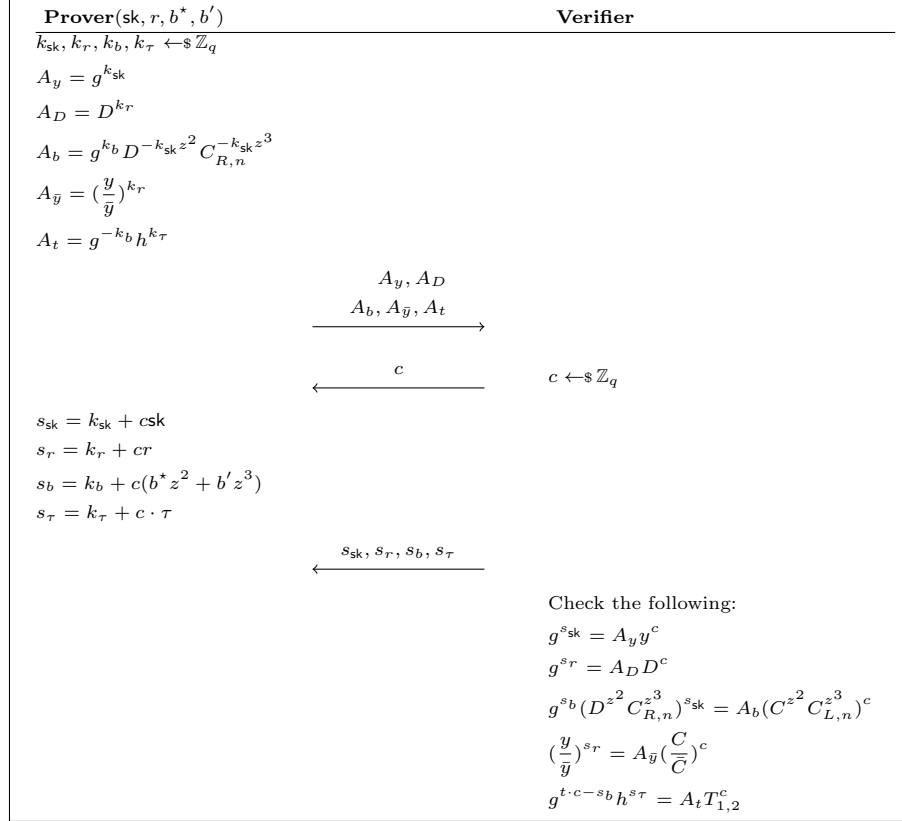 Prover(sk, r, b⋆, b′) Verifier
k_sk, k_r, k_b, k_τ ←$ ℤ_q
A_y = g^{k_sk}
A_D = D^{k_r}
A_b = g^{k_b} D^{−k_sk z^2} C_{R,n}^{−k_sk z^3}
A_ȳ = (y/ȳ)^{k_r}
A_t = g^{−k_b} h^{k_τ}
A_y, A_D
A_b, A_ȳ, A_t
c c ←$ ℤ_q
s_sk = k_sk + csk
s_r = k_r + cr
s_b = k_b + c(b⋆z^2 + b′z^3)
s_τ = k_τ + c · τ
s_sk, s_r, s_b, s_τ
Check the following:
g^{s_sk} = A_y y^c
g^{s_r} = A_D D^c
g^{s_b}(D^{z^2} C_{R,n}^{z^3})^{s_sk} = A_b(C^{z^2} C_{L,n}^{z^3})^c
(y/ȳ)^{s_r} = A_ȳ(C/C̄)^c
g^{t·c−s_b} h^{s_τ} = A_t T_{1,2}^c